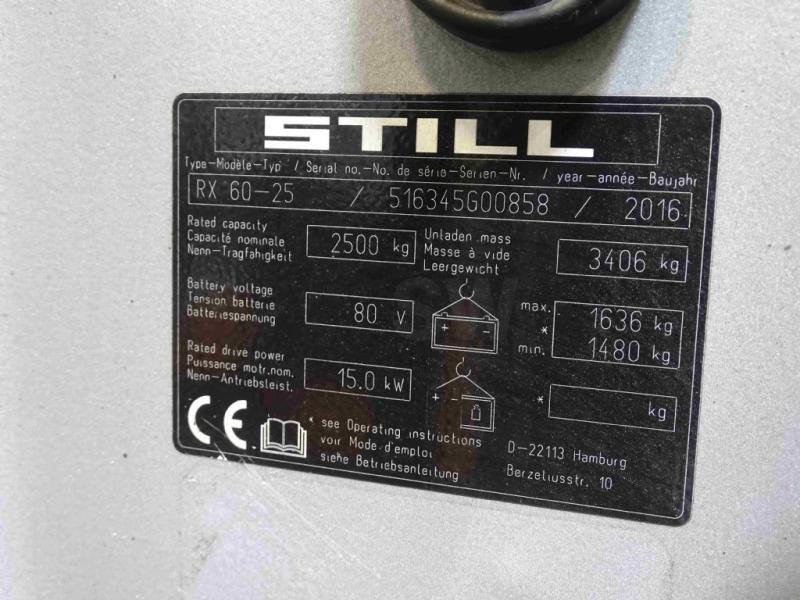 STILL
Type-Modèle-Typ / Serial no.-No. de série-Serien-Nr. / year-année-Baujahr
RX 60-25 / 516345G00858 / 2016
Rated capacity
Capacité nominale
Nenn-Tragfähigkeit
2500 kg
Unladen mass
Masse à vide
Leergewicht
3406 kg
Battery voltage
Tension batterie
Batteriespannung
80 V
+ -
max. 1636 kg
*
min. 1480 kg
Rated drive power
Puissance motr.nom.
Nenn-Antriebsleist.
15.0 kW
+ -
* kg
CE
* see Operating instructions
voir Mode d'emploi
siehe Betriebsanleitung
D-22113 Hamburg
Berzeliusstr. 10